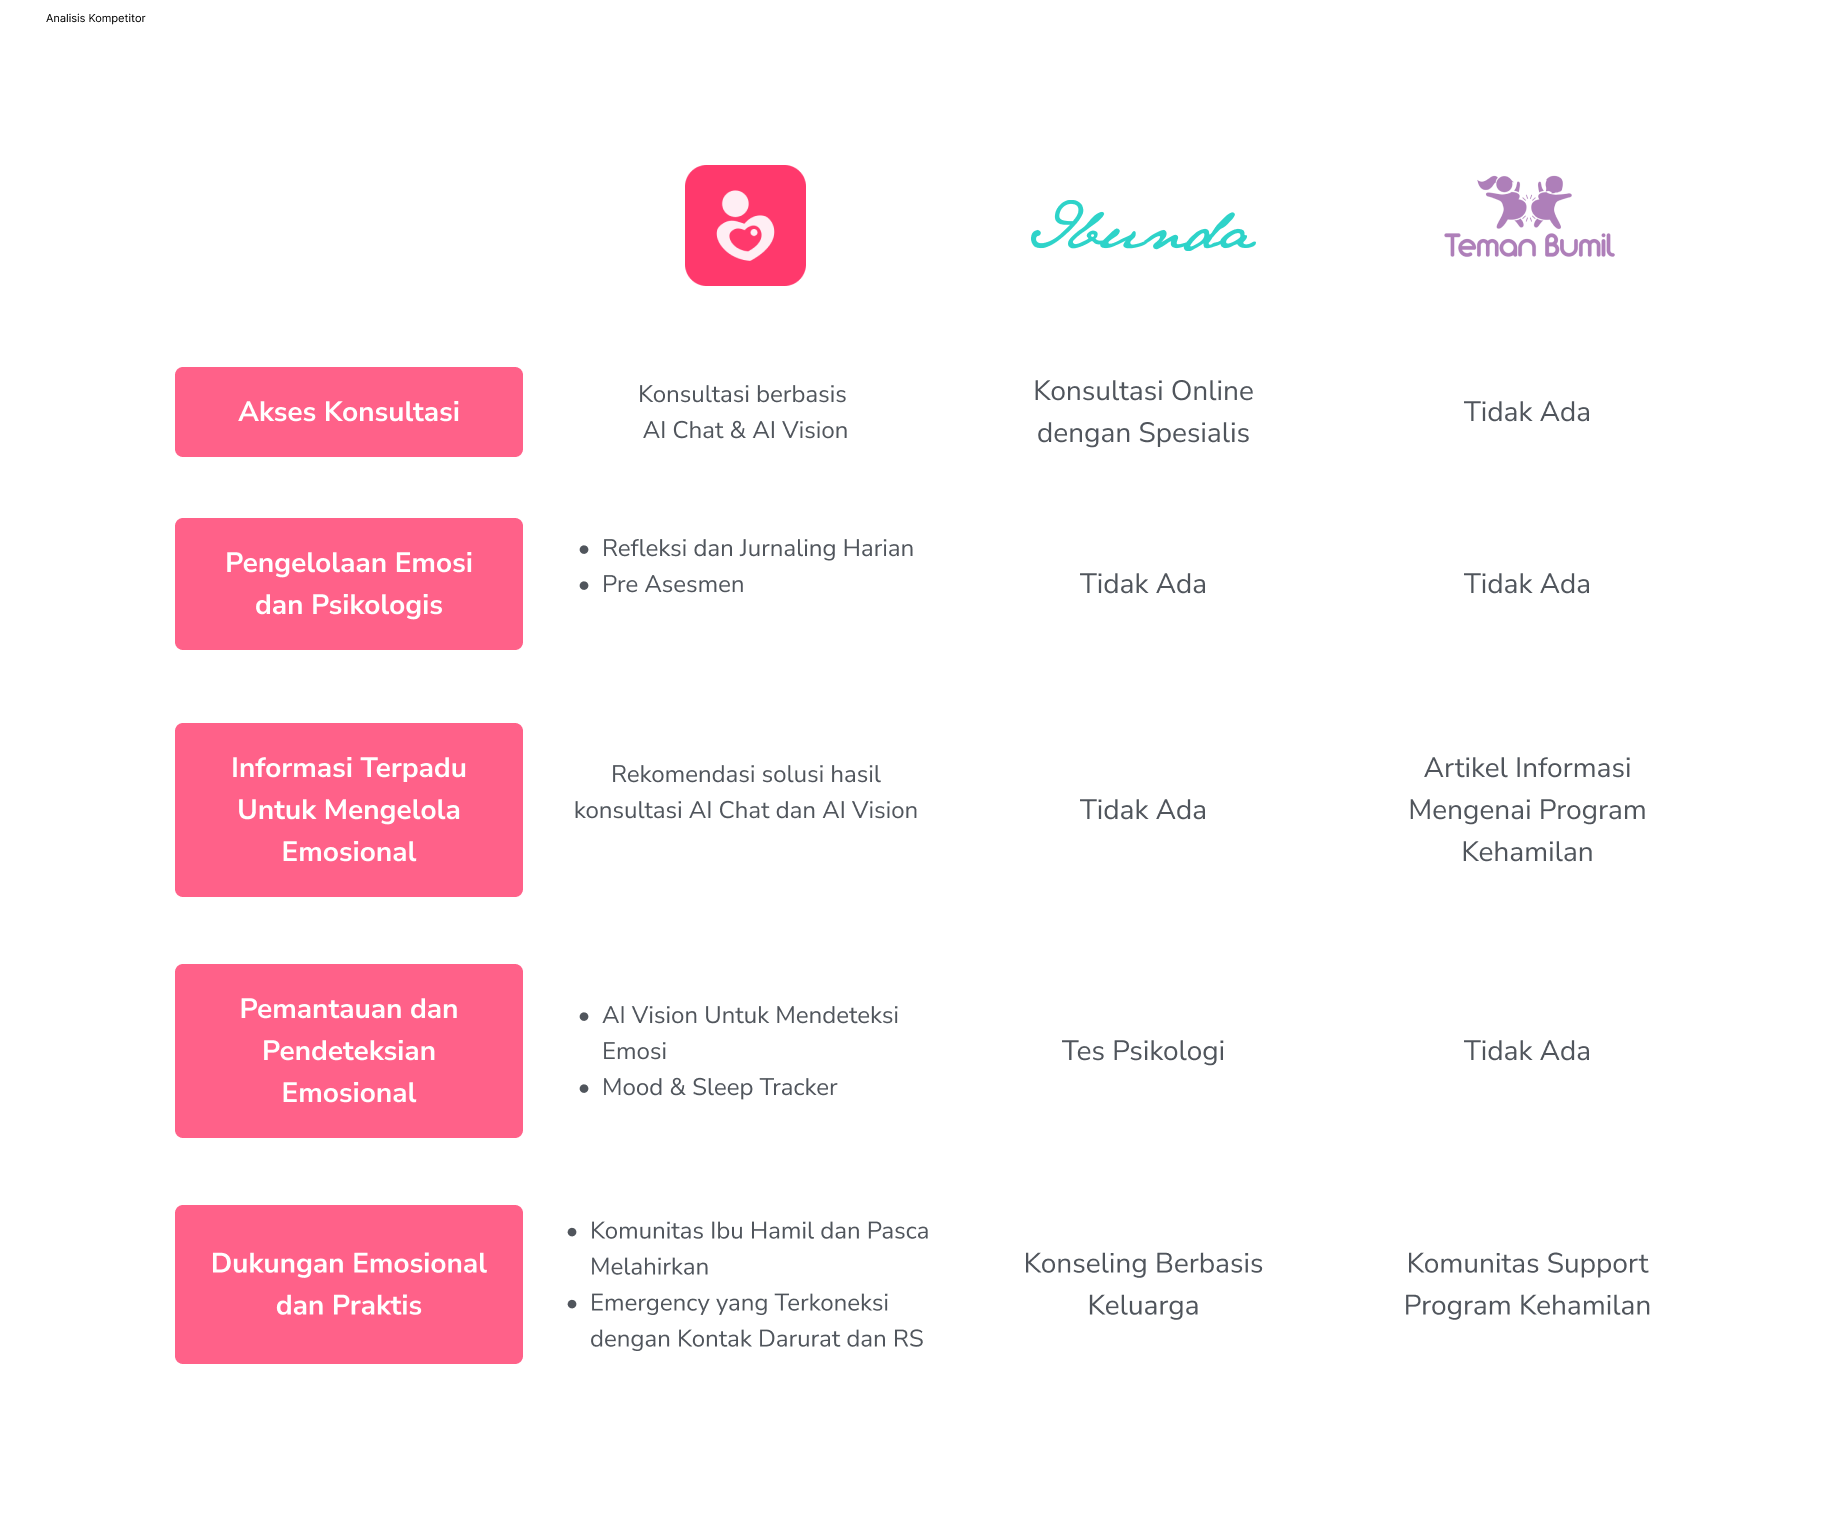 Analisis Kompetitor
Ibunda
Teman Bumil
Akses Konsultasi
Konsultasi berbasis
AI Chat & AI Vision
Konsultasi Online
dengan Spesialis
Tidak Ada
Pengelolaan Emosi
dan Psikologis
• Refleksi dan Jurnaling Harian
• Pre Asesmen
Tidak Ada
Tidak Ada
Informasi Terpadu
Untuk Mengelola
Emosional
Rekomendasi solusi hasil
konsultasi AI Chat dan AI Vision
Tidak Ada
Artikel Informasi
Mengenai Program
Kehamilan
Pemantauan dan
Pendeteksian
Emosional
• AI Vision Untuk Mendeteksi
Emosi
• Mood & Sleep Tracker
Tes Psikologi
Tidak Ada
Dukungan Emosional
dan Praktis
• Komunitas Ibu Hamil dan Pasca
Melahirkan
• Emergency yang Terkoneksi
dengan Kontak Darurat dan RS
Konseling Berbasis
Keluarga
Komunitas Support
Program Kehamilan